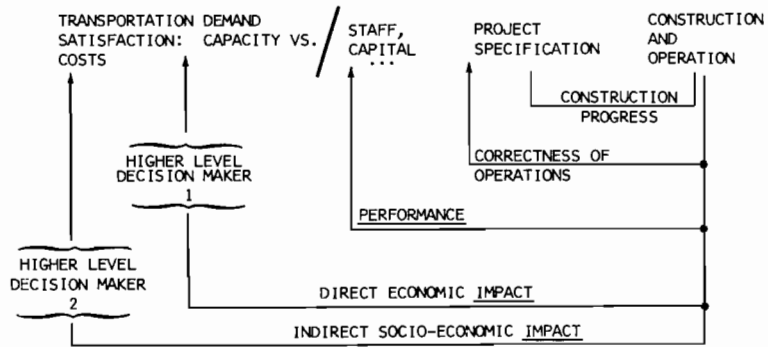 TRANSPORTATION DEMAND
SATISFACTION: CAPACITY VS.
COSTS
STAFF,
CAPITAL
...
PROJECT
SPECIFICATION
CONSTRUCTION
AND
OPERATION
CONSTRUCTION
PROGRESS
HIGHER LEVEL
DECISION MAKER
1
CORRECTNESS OF
OPERATIONS
PERFORMANCE
HIGHER LEVEL
DECISION MAKER
2
DIRECT ECONOMIC IMPACT
INDIRECT SOCIO-ECONOMIC IMPACT